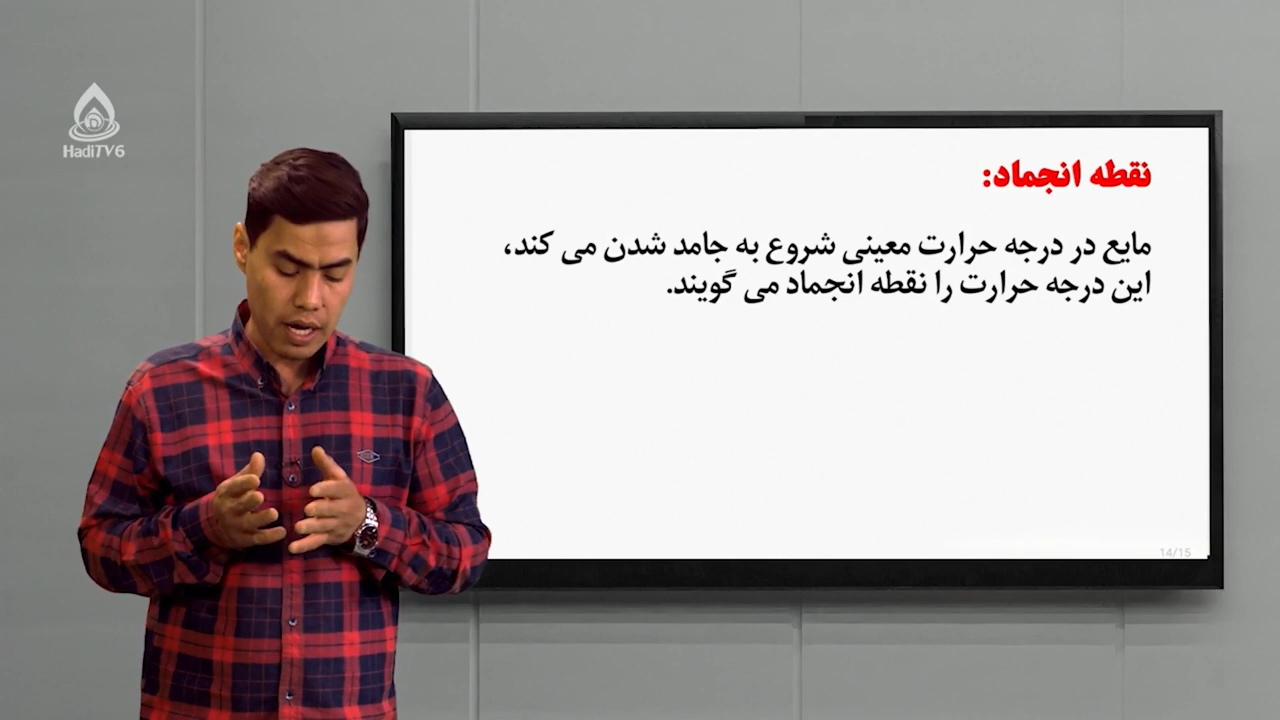 HadiTV6
نقطه انجماد:
مایع در درجه حرارت معینی شروع به جامد شدن می کند،
این درجه حرارت را نقطه انجماد می گویند.
14/15